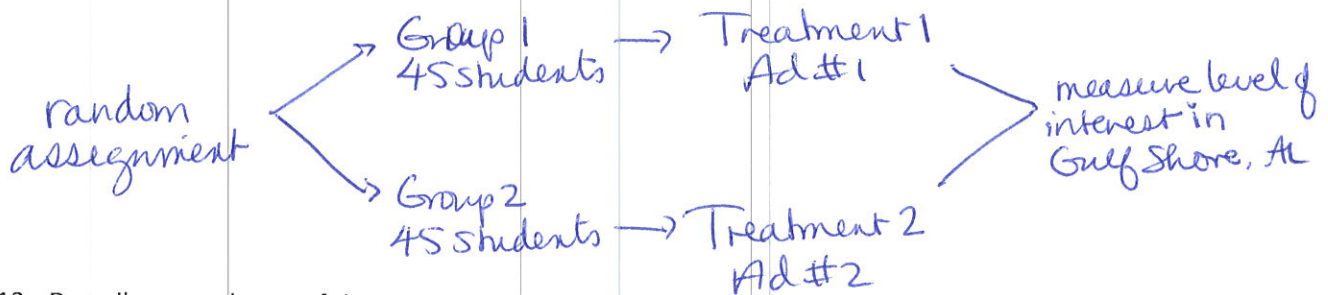 random
assignment
Group 1
45 students
Treatment 1
Ad #1
Group 2
45 students
Treatment 2
Ad #2
measure level of
interest in
Gulf Shore, AL